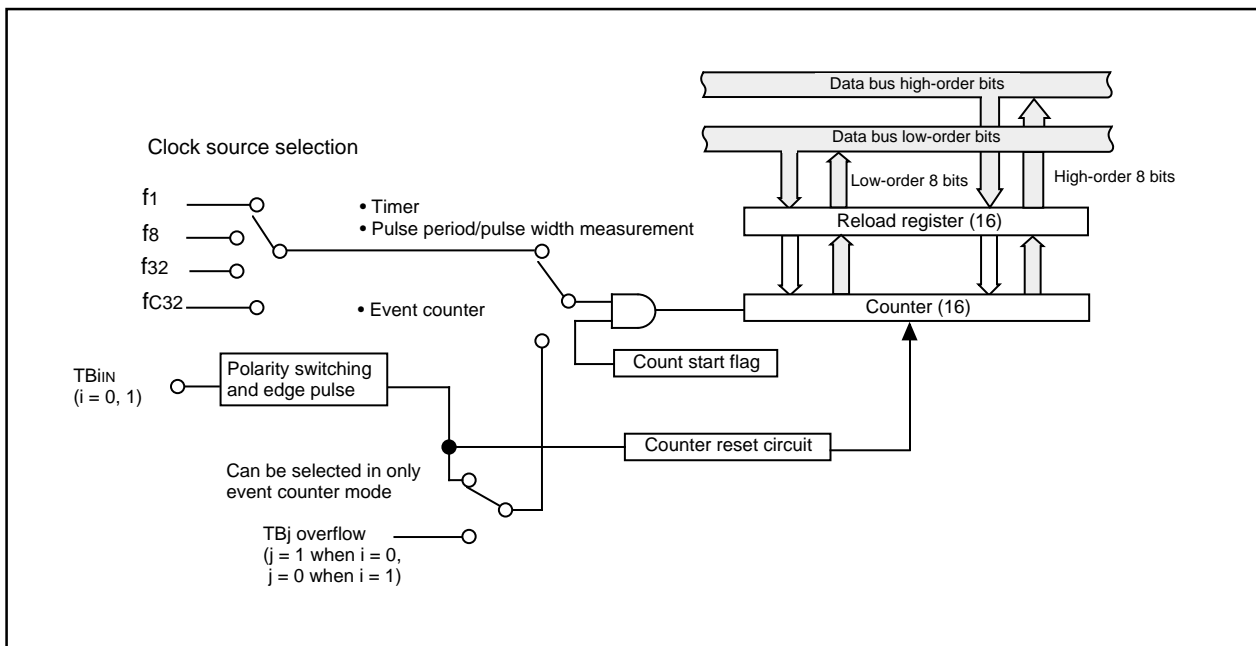 Data bus high-order bits
Data bus low-order bits
Clock source selection
Low-order 8 bits
High-order 8 bits
f1
• Timer
Reload register (16)
• Pulse period/pulse width measurement
f8
f32
fC32
• Event counter
Counter (16)
Count start flag
TBiIN
(i = 0, 1)
Polarity switching
and edge pulse
Counter reset circuit
Can be selected in only
event counter mode
TBj overflow
(j = 1 when i = 0,
j = 0 when i = 1)